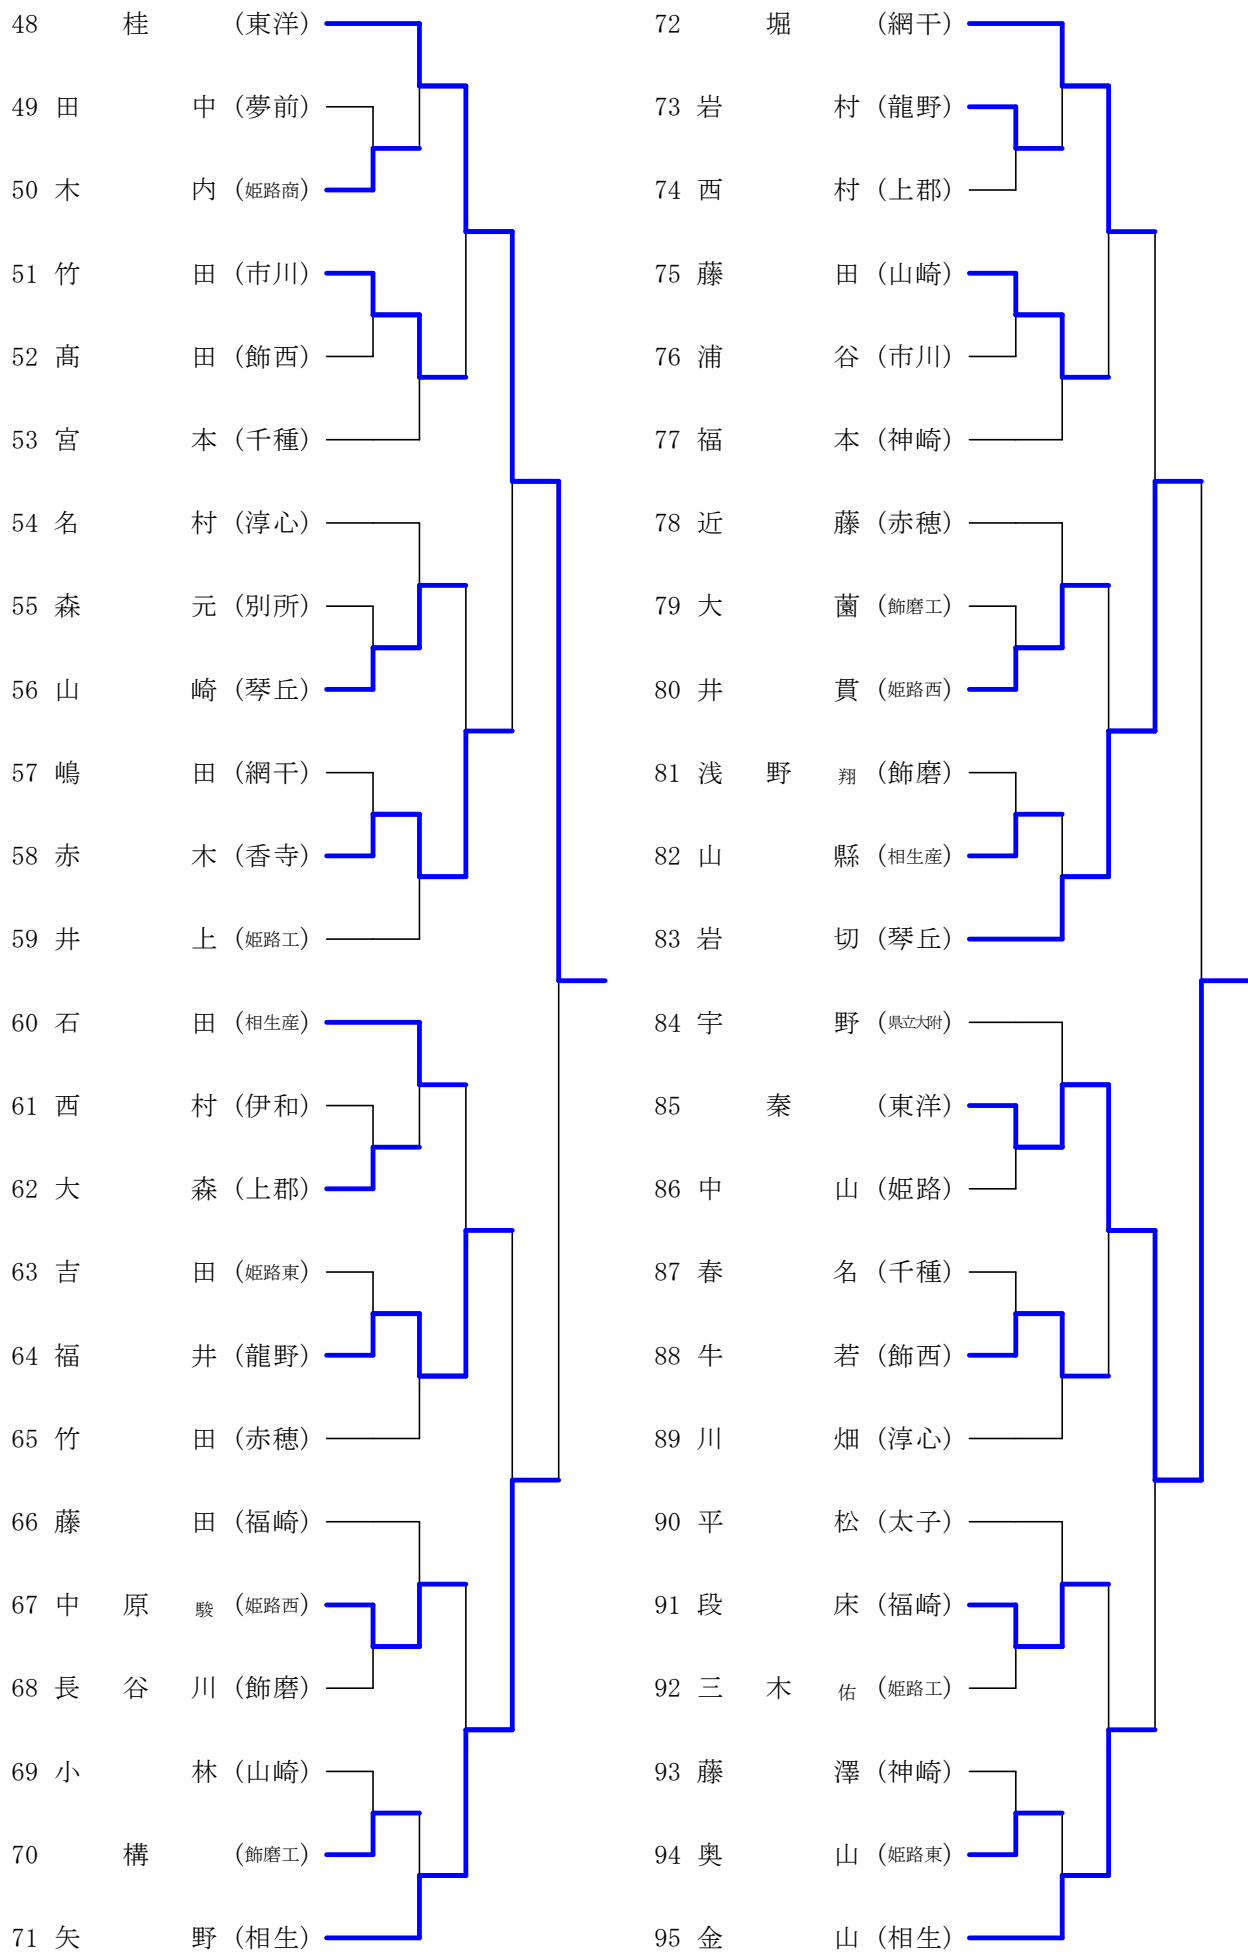 48 桂 (東洋)
49 田中 (夢前)
50 木内 (姫路商)
51 竹田 (市川)
52 髙田 (飾西)
53 宮本 (千種)
54 名村 (淳心)
55 森元 (別所)
56 山崎 (琴丘)
57 嶋田 (網干)
58 赤木 (香寺)
59 井上 (姫路工)
60 石田 (相生産)
61 西村 (伊和)
62 大森 (上郡)
63 吉田 (姫路東)
64 福井 (龍野)
65 竹田 (赤穂)
66 藤田 (福崎)
67 中原駿 (姫路西)
68 長谷川 (飾磨)
69 小林 (山崎)
70 構 (飾磨工)
71 矢野 (相生)
72 堀 (網干)
73 岩村 (龍野)
74 西村 (上郡)
75 藤田 (山崎)
76 浦谷 (市川)
77 福本 (神崎)
78 近藤 (赤穂)
79 大薗 (飾磨工)
80 井貫 (姫路西)
81 浅野翔 (飾磨)
82 山縣 (相生産)
83 岩切 (琴丘)
84 宇野 (県立大附)
85 秦 (東洋)
86 中山 (姫路)
87 春名 (千種)
88 牛若 (飾西)
89 川畑 (淳心)
90 平松 (太子)
91 段床 (福崎)
92 三木佑 (姫路工)
93 藤澤 (神崎)
94 奥山 (姫路東)
95 金山 (相生)